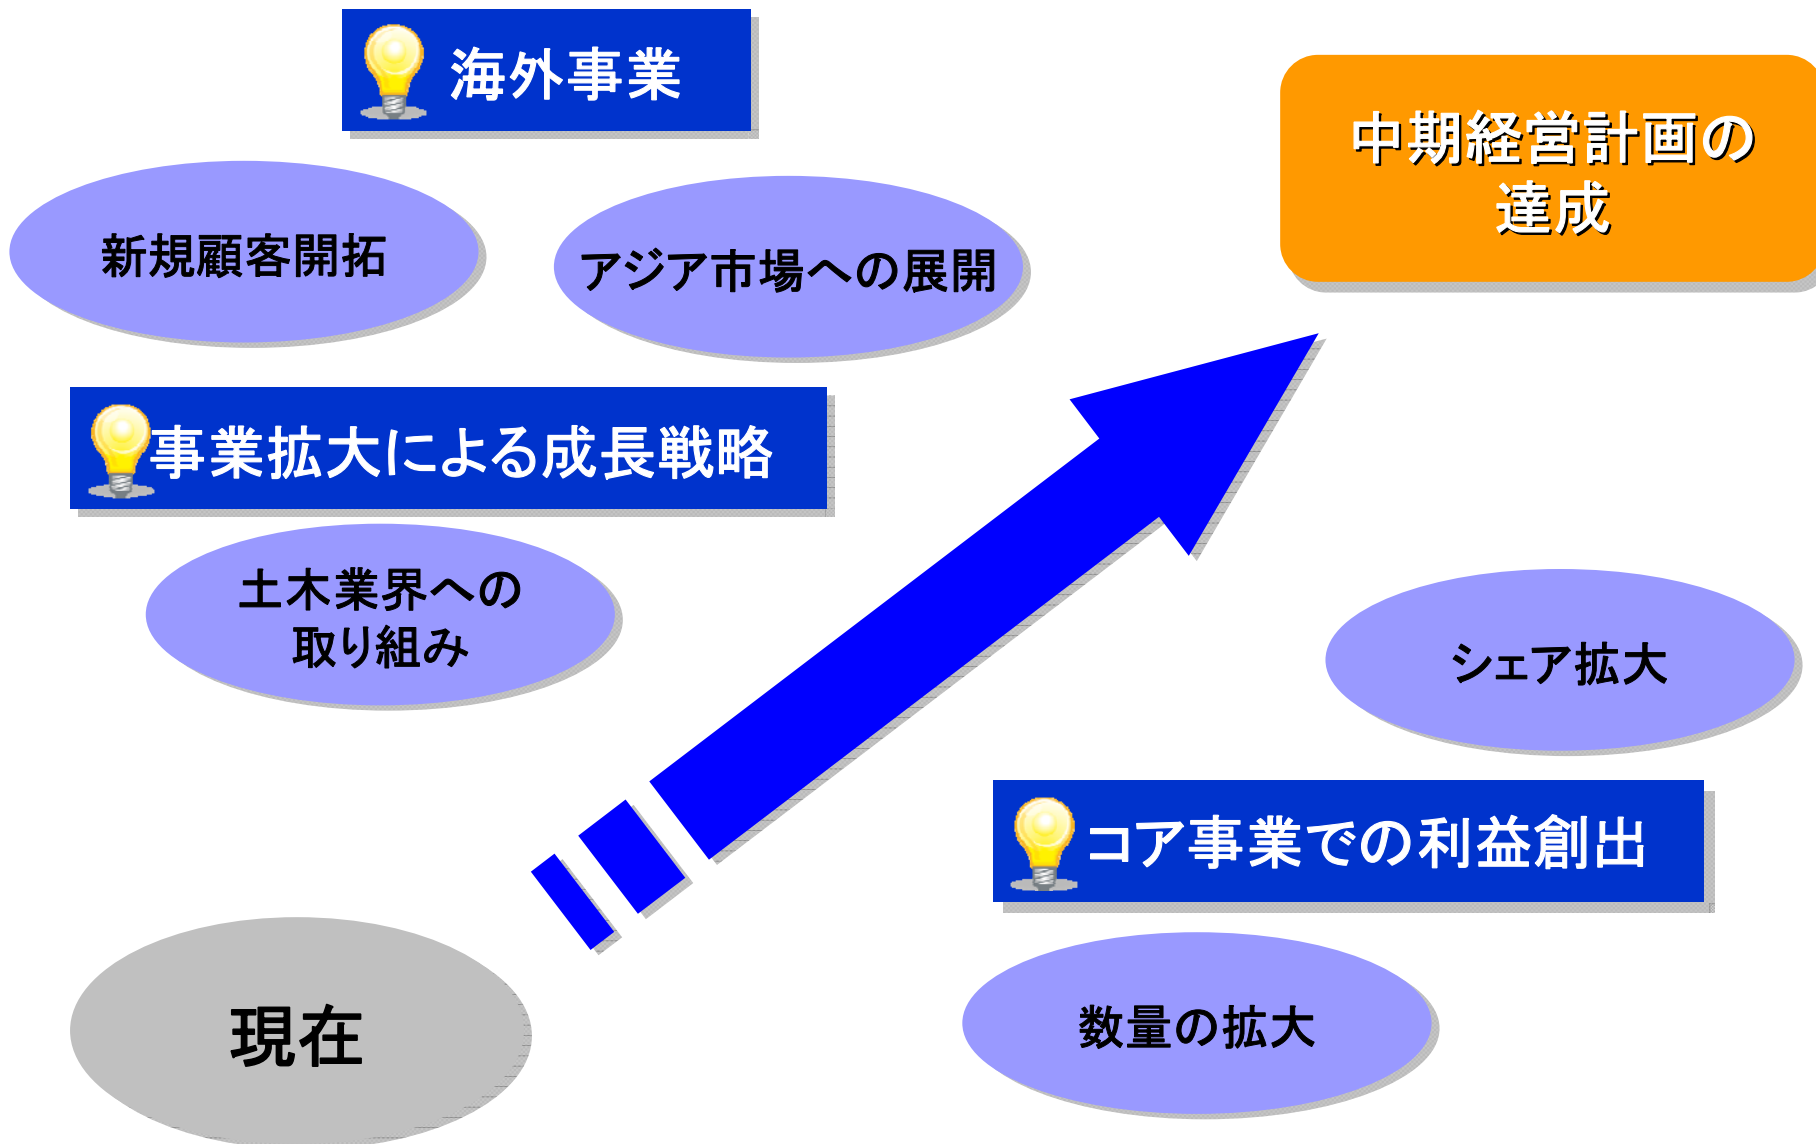 海外事業
中期経営計画の
達成
新規顧客開拓
アジア市場への展開
事業拡大による成長戦略
土木業界への
取り組み
シェア拡大
コア事業での利益創出
現在
数量の拡大